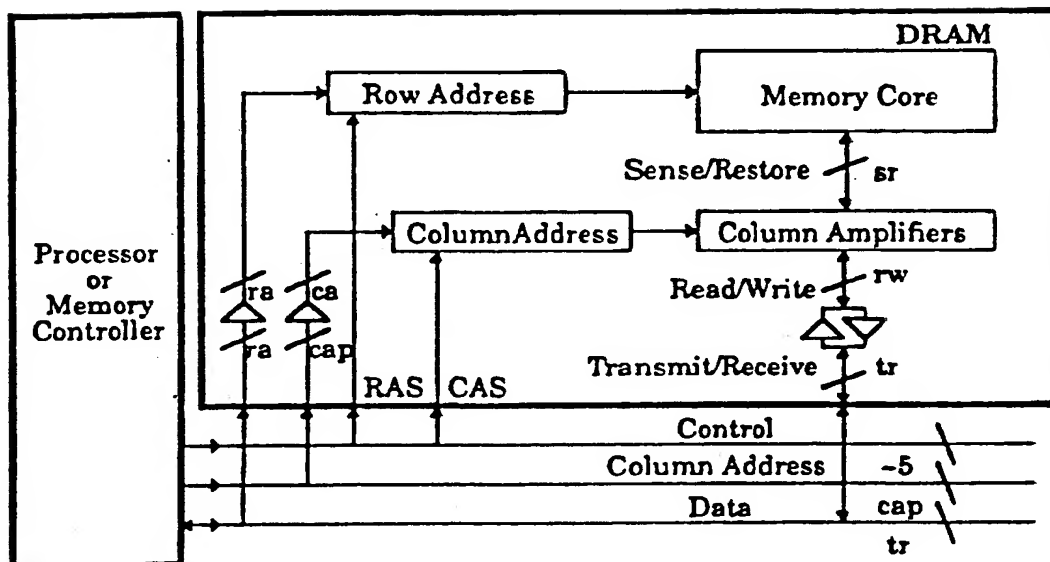 DRAM
Row Address
Memory Core
Sense/Restore
sr
ColumnAddress
Column Amplifiers
Processor
or
Memory
Controller
ra
ca
Read/Write
rw
ra
cap
Transmit/Receive
tr
RAS
CAS
Control
Column Address
~5
Data
cap
tr